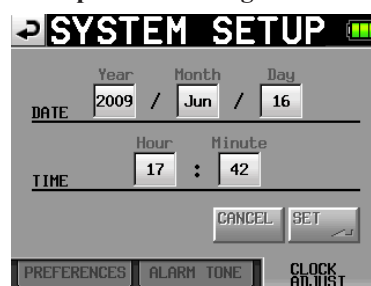 SYSTEM SETUP
Year Month Day
DATE 2009 / Jun / 16
Hour Minute
TIME 17 : 42
CANCEL SET
PREFERENCES ALARM TONE CLOCK ADJUST